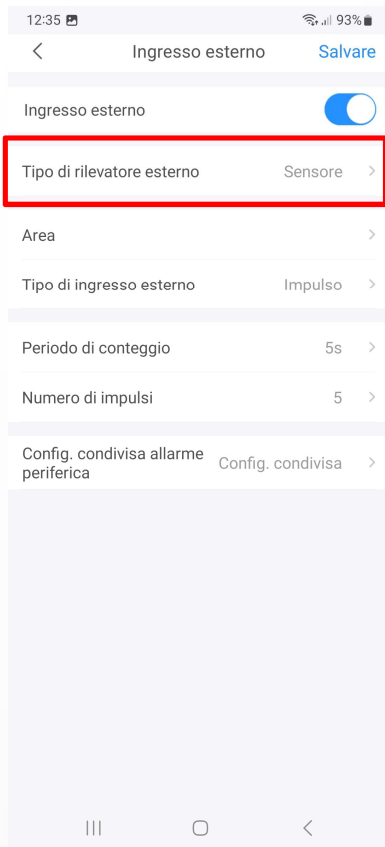 12:35 93%
Ingresso esterno Salvare
Ingresso esterno
Tipo di rilevatore esterno Sensore
Area
Tipo di ingresso esterno Impulso
Periodo di conteggio 5s
Numero di impulsi 5
Config. condivisa allarme
periferica Config. condivisa